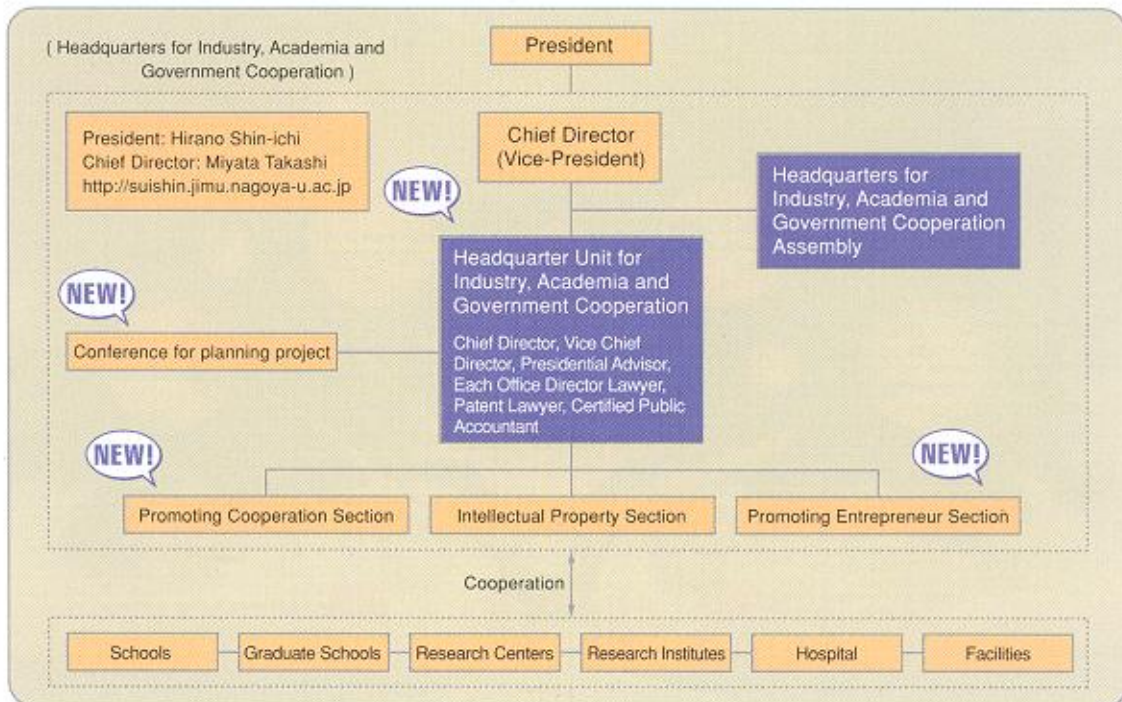 ( Headquarters for Industry, Academia and
Government Cooperation )
President
President: Hirano Shin-ichi
Chief Director: Miyata Takashi
http://suishin.jimu.nagoya-u.ac.jp
Chief Director
(Vice-President)
NEW!
Headquarters for
Industry, Academia and
Government Cooperation
Assembly
Headquarter Unit for
Industry, Academia and
Government Cooperation
Chief Director, Vice Chief
Director, Presidential Advisor,
Each Office Director Lawyer,
Patent Lawyer, Certified Public
Accountant
NEW!
Conference for planning project
NEW!
NEW!
Promoting Cooperation Section
Intellectual Property Section
Promoting Entrepreneur Section
Cooperation
Schools
Graduate Schools
Research Centers
Research Institutes
Hospital
Facilities